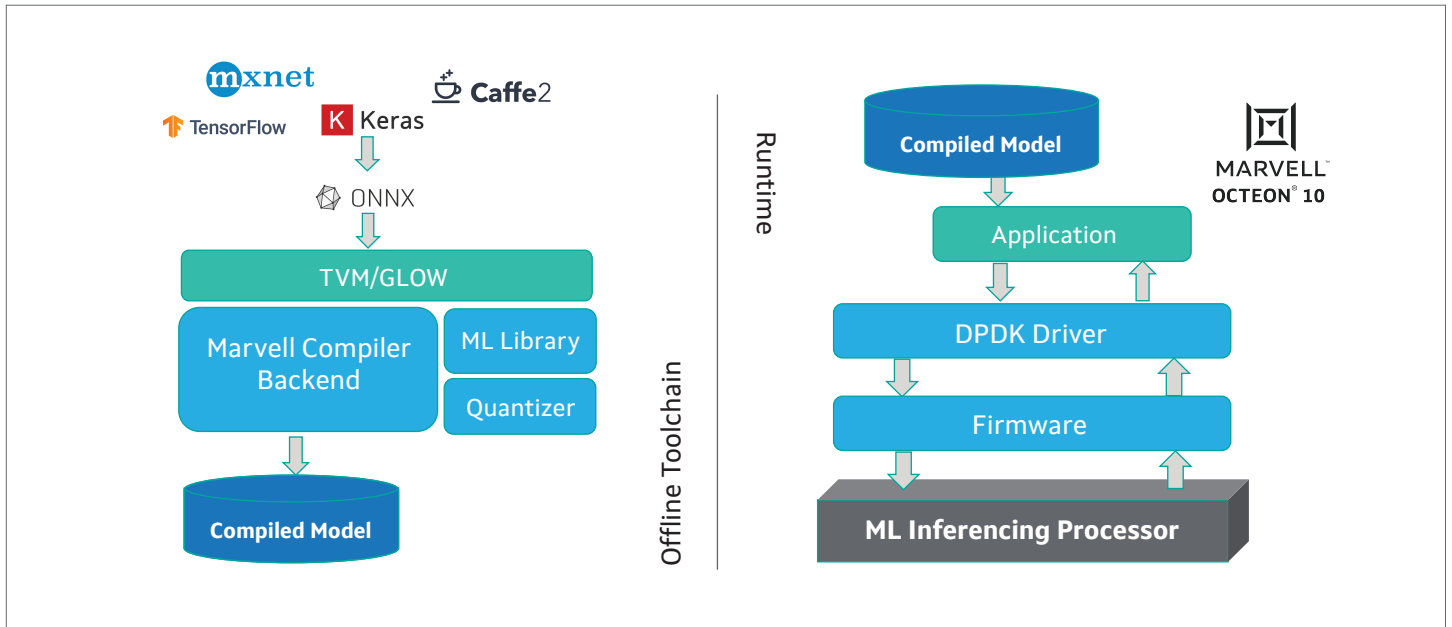 mxnet
Caffe2
TensorFlow
K Keras
ONNX
TVM/GLOW
Marvell Compiler
Backend
ML Library
Quantizer
Compiled Model
Offline Toolchain
Runtime
Compiled Model
MARVELL™
OCTEON® 10
Application
DPDK Driver
Firmware
ML Inferencing Processor